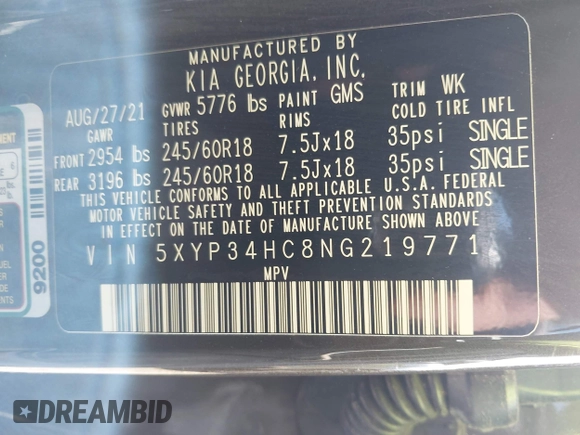 MANUFACTURED BY
KIA GEORGIA, INC.
AUG/27/21 GVWR 5776 lbs PAINT GMS TRIM WK
GAWR TIRES RIMS COLD TIRE INFL
FRONT 2954 lbs 245/60R18 7.5Jx18 35psi SINGLE
REAR 3196 lbs 245/60R18 7.5Jx18 35psi SINGLE
THIS VEHICLE CONFORMS TO ALL APPLICABLE U.S.A. FEDERAL
MOTOR VEHICLE SAFETY AND THEFT PREVENTION STANDARDS
IN EFFECT ON THE DATE OF MANUFACTURE SHOWN ABOVE.
VIN 5XYP34HC8NG219771
MPV
9200
DREAMBID